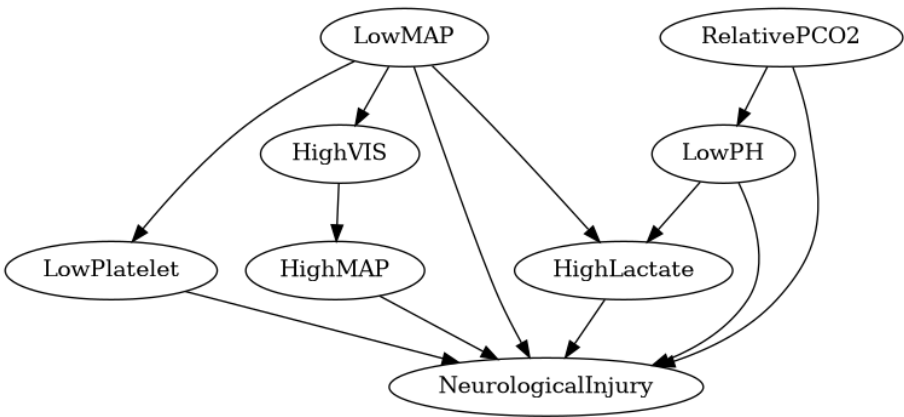 LowMAP
RelativePCO2
HighVIS
LowPH
LowPlatelet
HighMAP
HighLactate
NeurologicalInjury